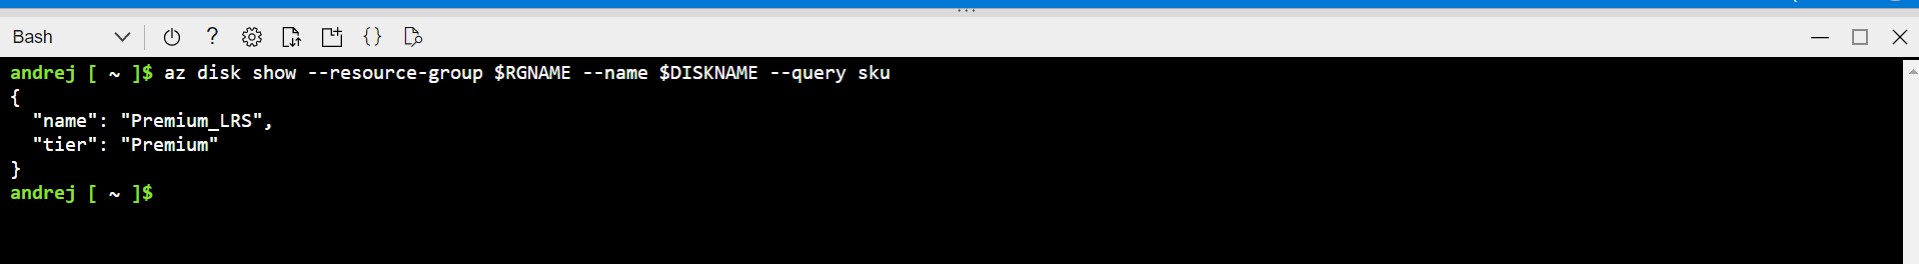 Bash
andrej [ ~ ]$ az disk show --resource-group $RGNAME --name $DISKNAME --query sku
{
  "name": "Premium_LRS",
  "tier": "Premium"
}
andrej [ ~ ]$